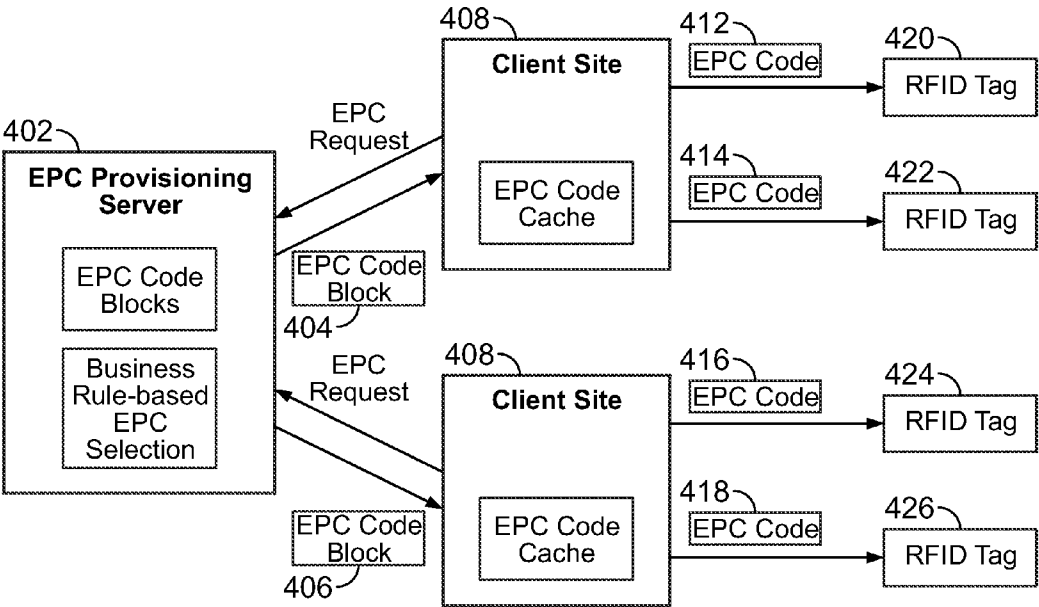 402
EPC Provisioning
Server
EPC Code
Blocks
Business
Rule-based
EPC
Selection
EPC
Request
EPC Code
Block
404
EPC
Request
EPC Code
Block
406
408
Client Site
EPC Code
Cache
412
EPC Code
420
RFID Tag
414
EPC Code
422
RFID Tag
408
Client Site
EPC Code
Cache
416
EPC Code
424
RFID Tag
418
EPC Code
426
RFID Tag